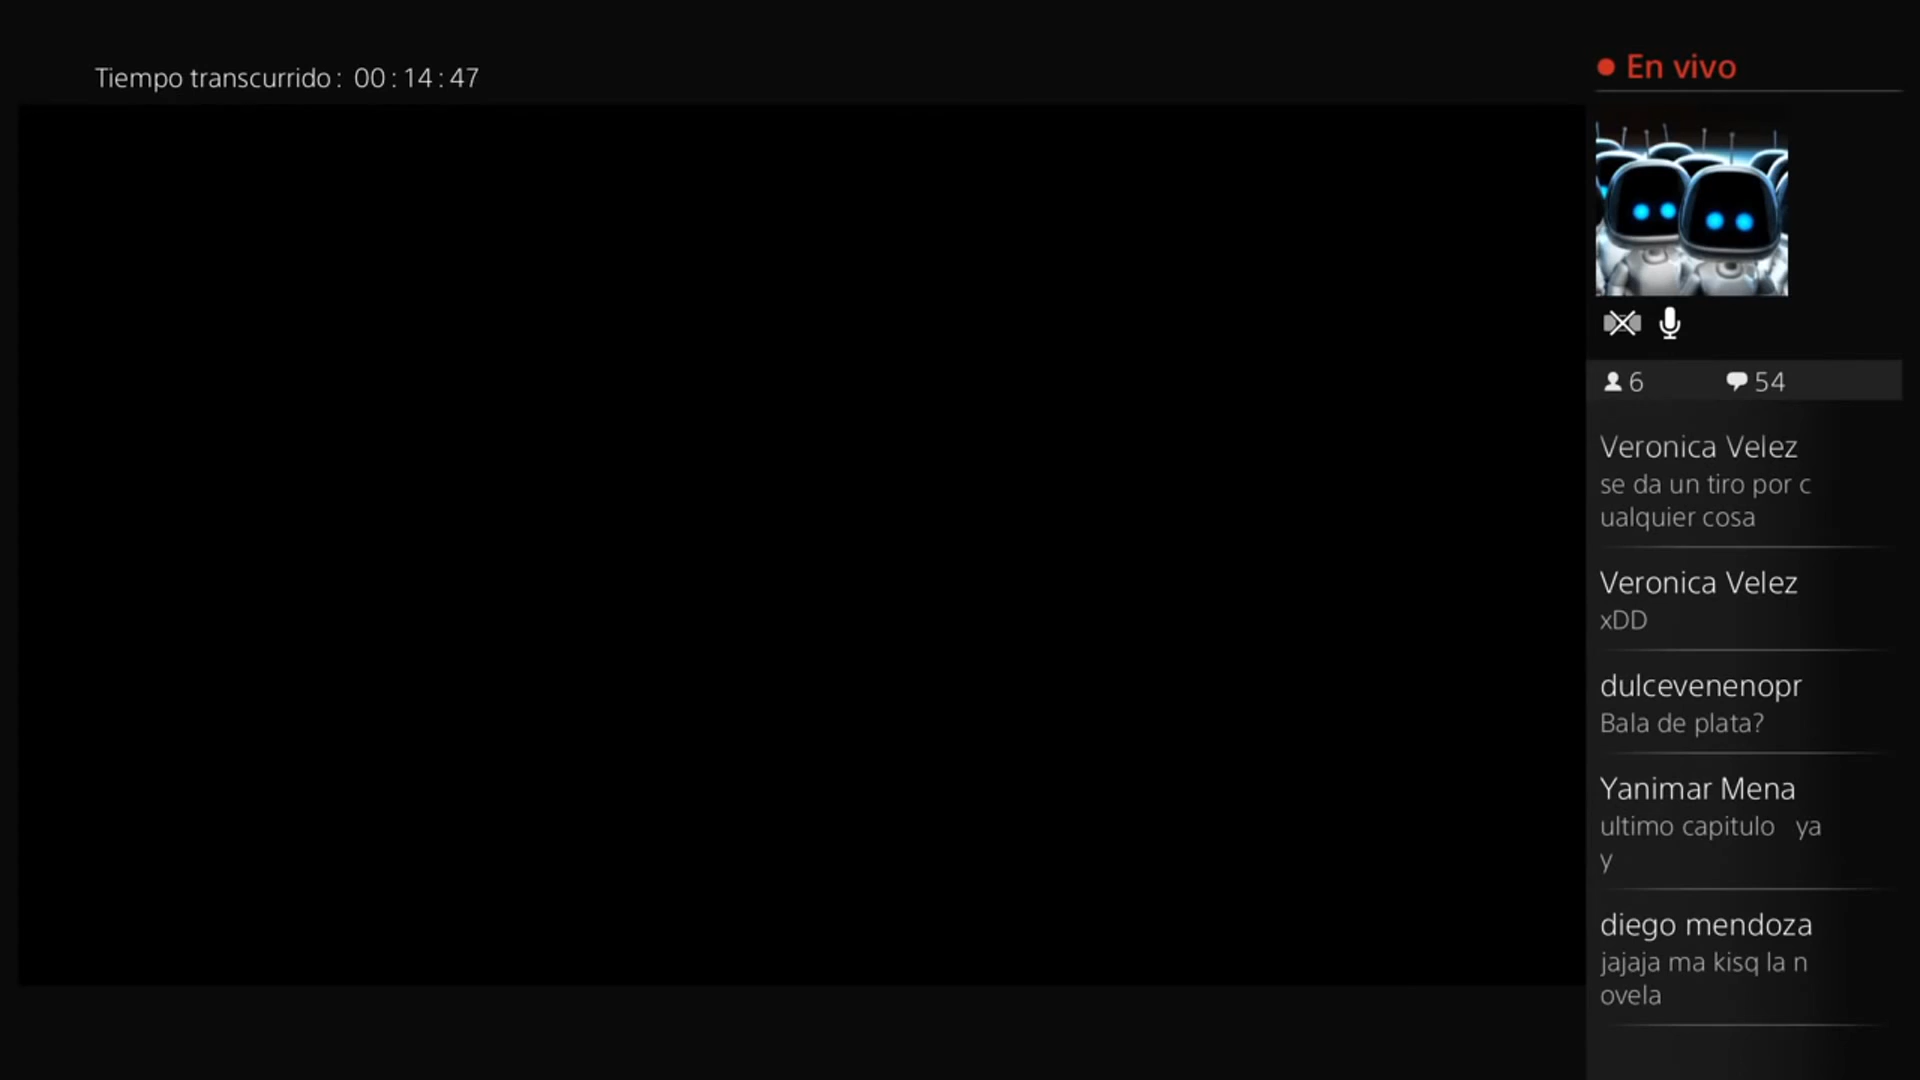 Tiempo transcurrido: 00:14:47
En vivo
6 54
Veronica Velez
se da un tiro por c
ualquier cosa
Veronica Velez
xDD
dulcevenenopr
Bala de plata?
Yanimar Mena
ultimo capitulo ya
y
diego mendoza
jajaja ma kisq la n
ovela